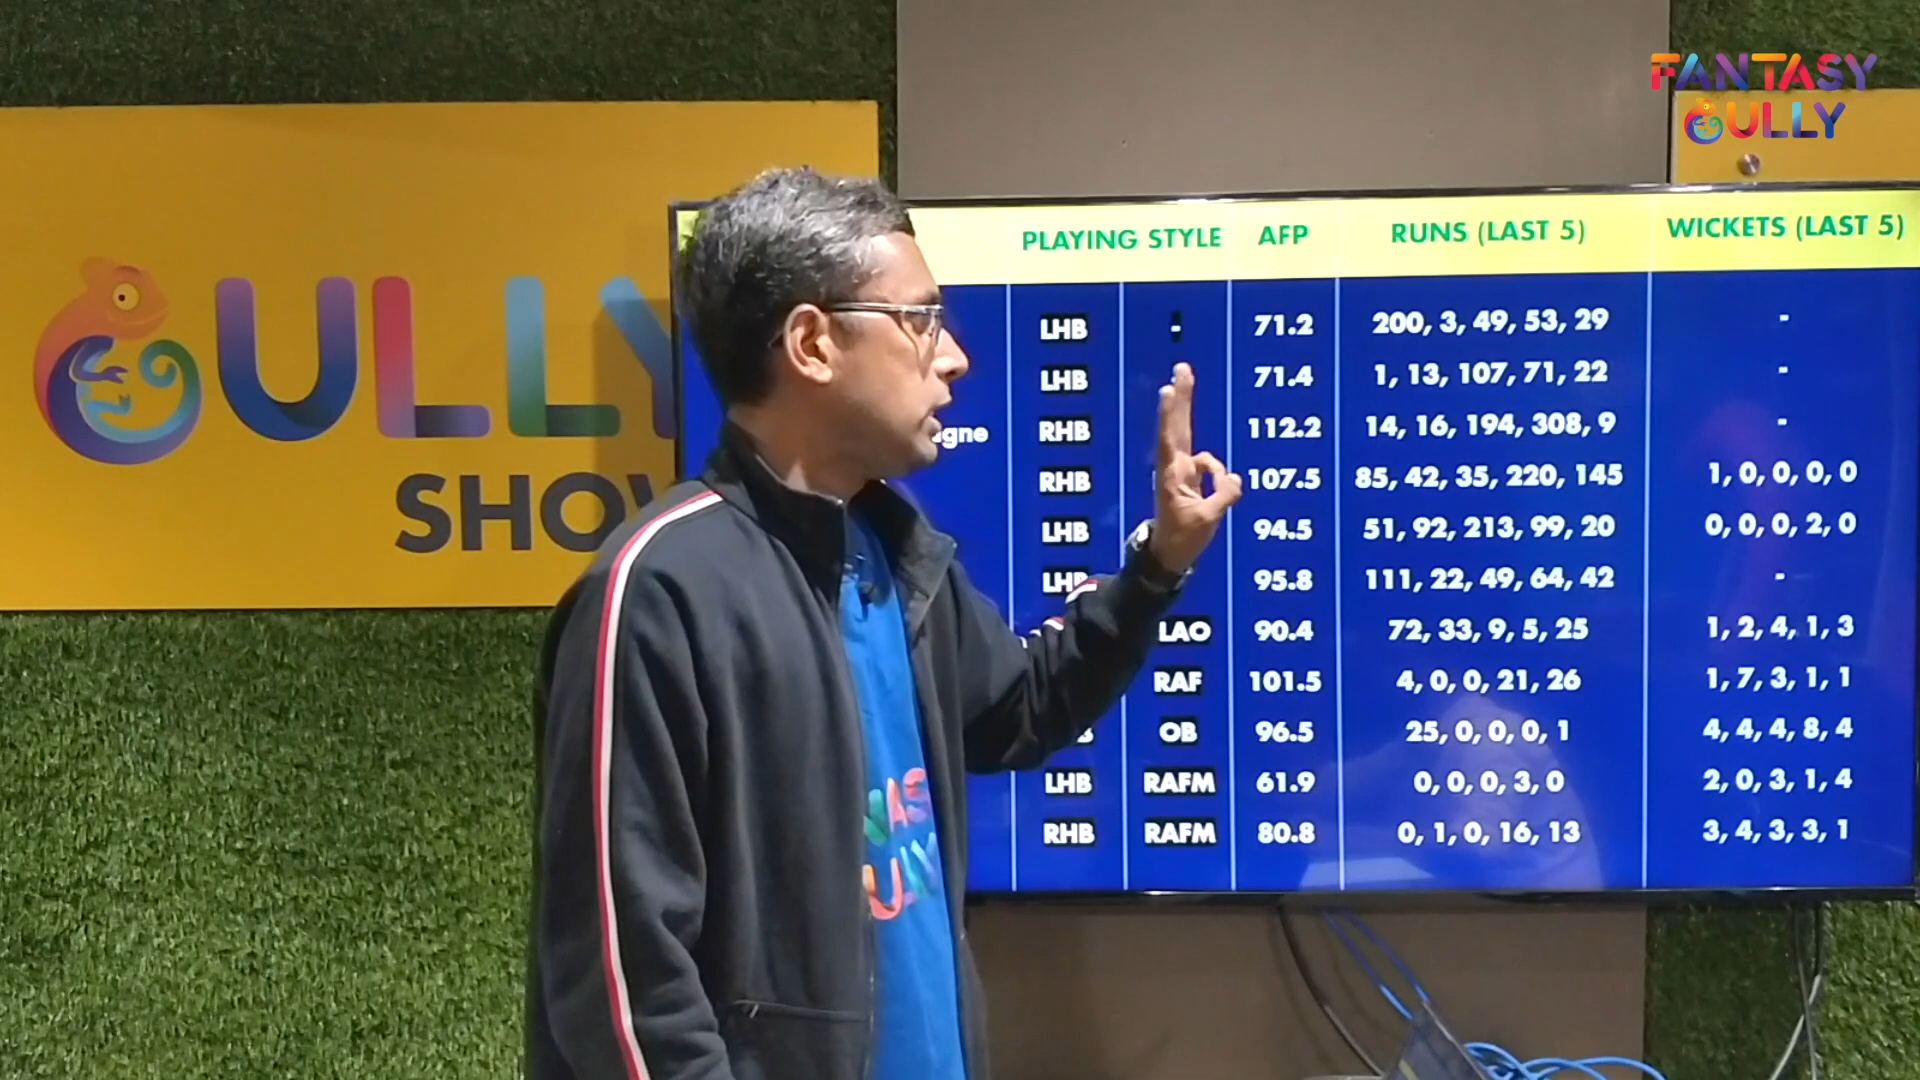 FANTASY
GULLY
GULLY
SHOW
PLAYING STYLE AFP RUNS (LAST 5) WICKETS (LAST 5)
LHB - 71.2 200, 3, 49, 53, 29 -
LHB 71.4 1, 13, 107, 71, 22 -
agne RHB 112.2 14, 16, 194, 308, 9 -
RHB 107.5 85, 42, 35, 220, 145 1, 0, 0, 0, 0
LHB 94.5 51, 92, 213, 99, 20 0, 0, 0, 2, 0
LHB 95.8 111, 22, 49, 64, 42 -
LAO 90.4 72, 33, 9, 5, 25 1, 2, 4, 1, 3
RAF 101.5 4, 0, 0, 21, 26 1, 7, 3, 1, 1
B OB 96.5 25, 0, 0, 0, 1 4, 4, 4, 8, 4
LHB RAFM 61.9 0, 0, 0, 3, 0 2, 0, 3, 1, 4
RHB RAFM 80.8 0, 1, 0, 16, 13 3, 4, 3, 3, 1